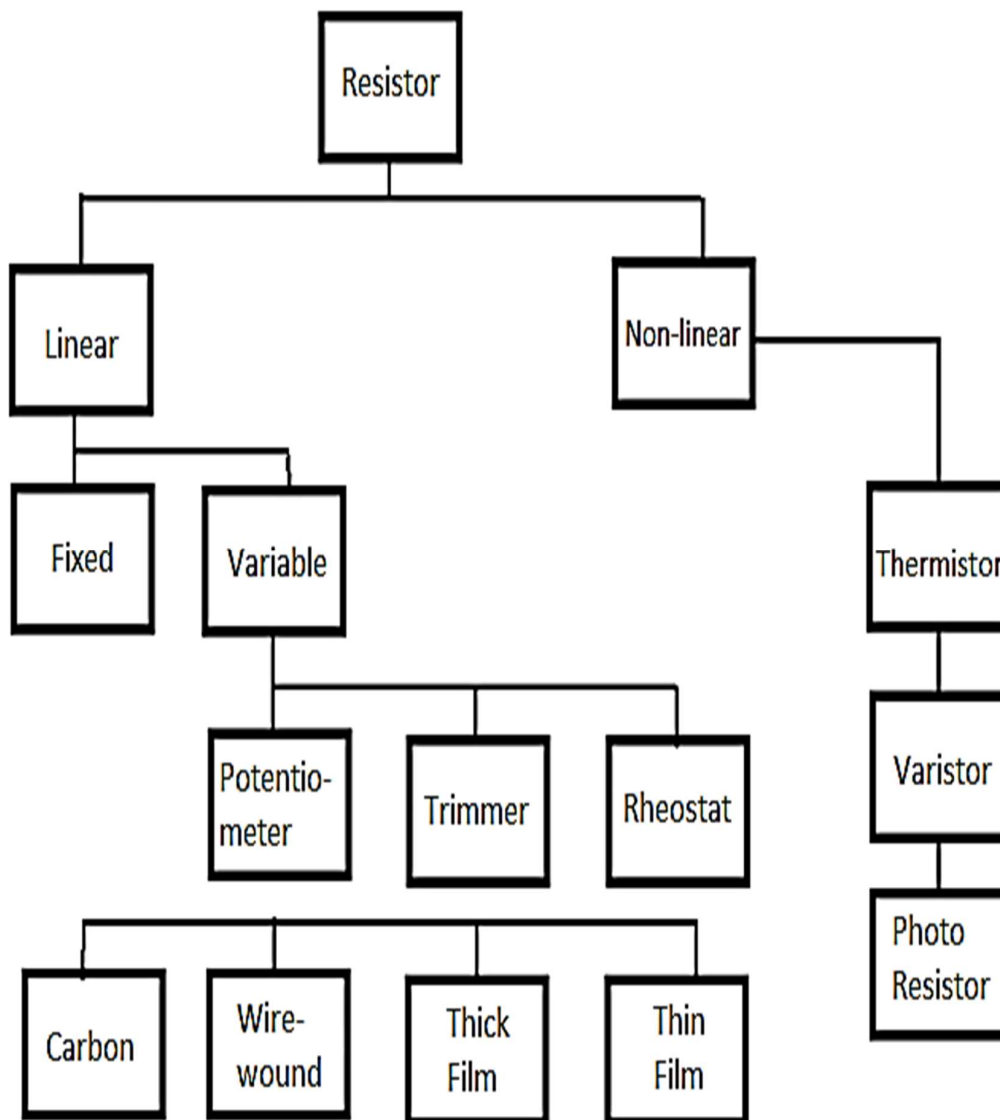 Resistor
Linear
Non-linear
Fixed
Variable
Thermistor
Potentio-
meter
Trimmer
Rheostat
Varistor
Carbon
Wire-
wound
Thick
Film
Thin
Film
Photo
Resistor